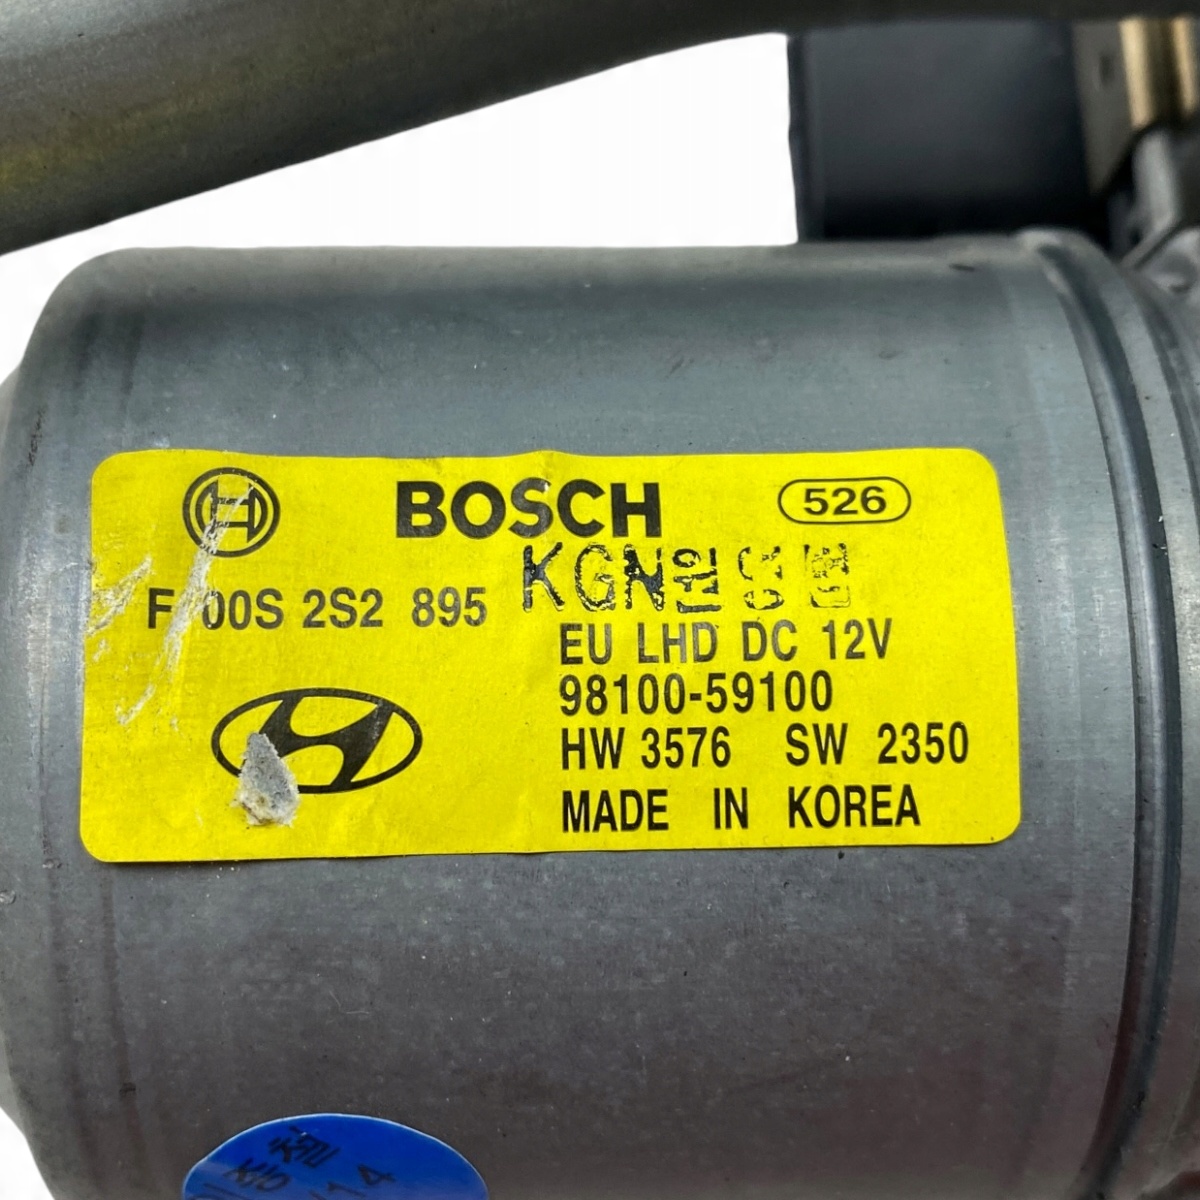 BOSCH 526
KGN
F 00S 2S2 895
EU LHD DC 12V
98100-59100
HW 3576 SW 2350
MADE IN KOREA
14